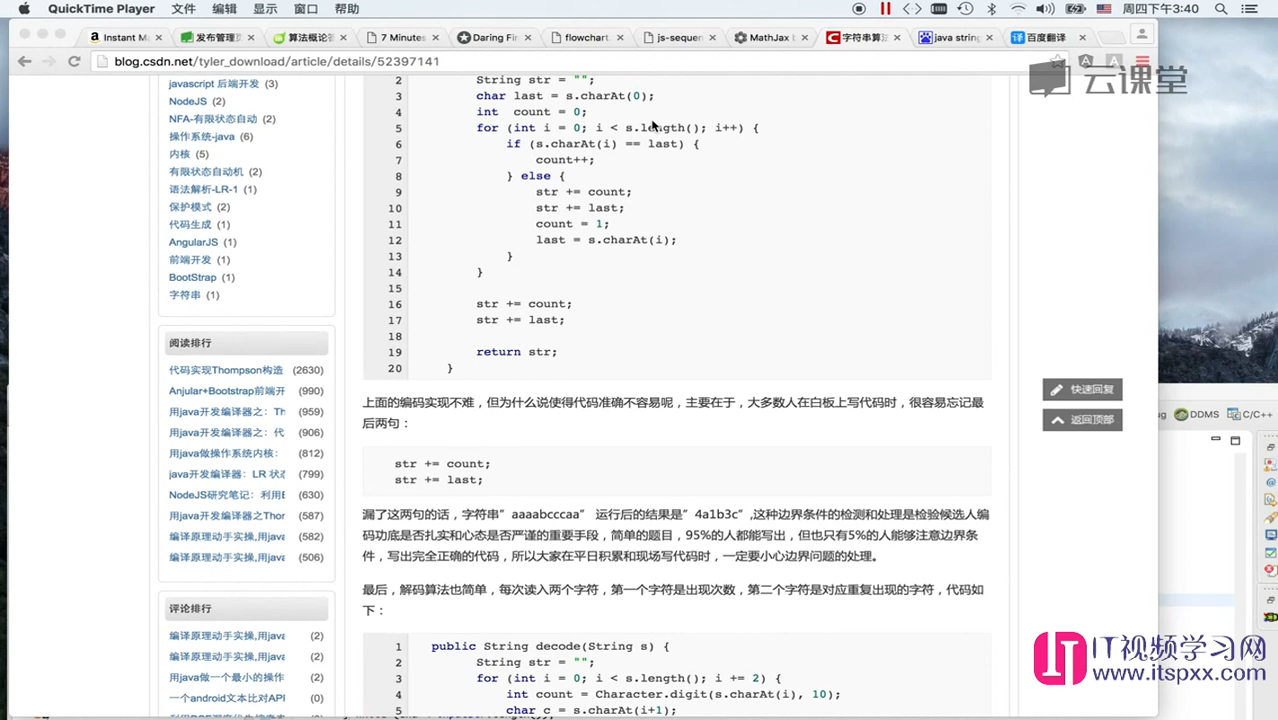 QuickTime Player 文件 编辑 显示 窗口 帮助 周四下午3:40
Instant M 发布管理页 算法概论答 7 Minutes Daring Fi flowchart. js-sequen MathJax b 字符串算法 java string 百度翻译
blog.csdn.net/tyler_download/article/details/52397141
云课堂
javascript 后端开发 (3)
NodeJS (2)
NFA-有限状态自动 (2)
操作系统-java (6)
内核 (5)
有限状态自动机 (2)
语法解析-LR-1 (1)
保护模式 (2)
代码生成 (1)
AngularJS (1)
前端开发 (1)
BootStrap (1)
字符串 (1)
阅读排行
代码实现Thompson构造 (2630)
Anjular+Bootstrap前端开 (990)
用java开发编译器之：Th (959)
用java开发编译器之：代 (906)
用java做操作系统内核： (812)
java开发编译器：LR 状态 (799)
NodeJS研究笔记：利用E (630)
用java开发编译器之Thor (587)
编译原理动手实操,用java (582)
编译原理动手实操,用java (506)
评论排行
编译原理动手实操,用java (2)
编译原理动手实操,用java (2)
用java做一个最小的操作 (2)
一个android文本比对API (0)
2 String str = "";
3 char last = s.charAt(0);
4 int count = 0;
5 for (int i = 0; i < s.length(); i++) {
6 if (s.charAt(i) == last) {
7 count++;
8 } else {
9 str += count;
10 str += last;
11 count = 1;
12 last = s.charAt(i);
13 }
14 }
15
16 str += count;
17 str += last;
18
19 return str;
20 }
上面的编码实现不难，但为什么说使得代码准确不容易呢，主要在于，大多数人在白板上写代码时，很容易忘记最
后两句：
str += count;
str += last;
漏了这两句的话，字符串"aaaabcccaa" 运行后的结果是"4a1b3c",这种边界条件的检测和处理是检验候选人编
码功底是否扎实和心态是否严谨的重要手段，简单的题目，95%的人都能写出，但也只有5%的人能够注意边界条
件，写出完全正确的代码，所以大家在平日积累和现场写代码时，一定要小心边界问题的处理。
最后，解码算法也简单，每次读入两个字符，第一个字符是出现次数，第二个字符是对应重复出现的字符，代码如
下：
1 public String decode(String s) {
2 String str = "";
3 for (int i = 0; i < s.length(); i += 2) {
4 int count = Character.digit(s.charAt(i), 10);
5 char c = s.charAt(i+1);
快速回复
返回顶部
DDMS C/C++
IT视频学习网
www.itspxx.com